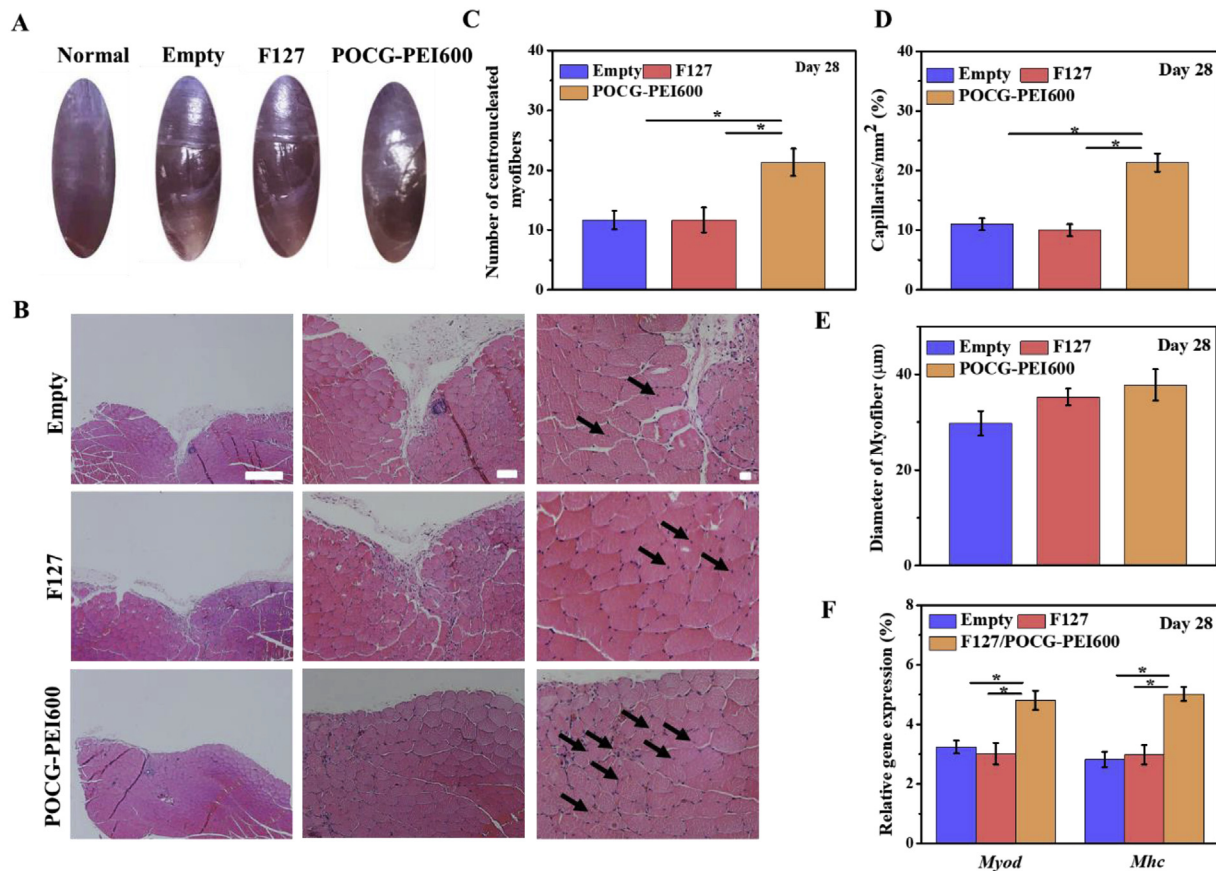 A
Normal Empty F127 POCG-PEI600
B
Empty
F127
POCG-PEI600
C
Number of centronucleated
myofibers
40
30
20
10
0
Empty F127
POCG-PEI600
Day 28
*
*
D
Capillaries/mm² (%)
40
30
20
10
0
Empty F127
POCG-PEI600
Day 28
*
*
E
Diameter of Myofiber (μm)
40
20
0
Empty F127
POCG-PEI600
Day 28
F
Relative gene expression (%)
8
6
4
2
0
Empty F127
F127/POCG-PEI600
Day 28
*
*
*
*
Myod Mhc